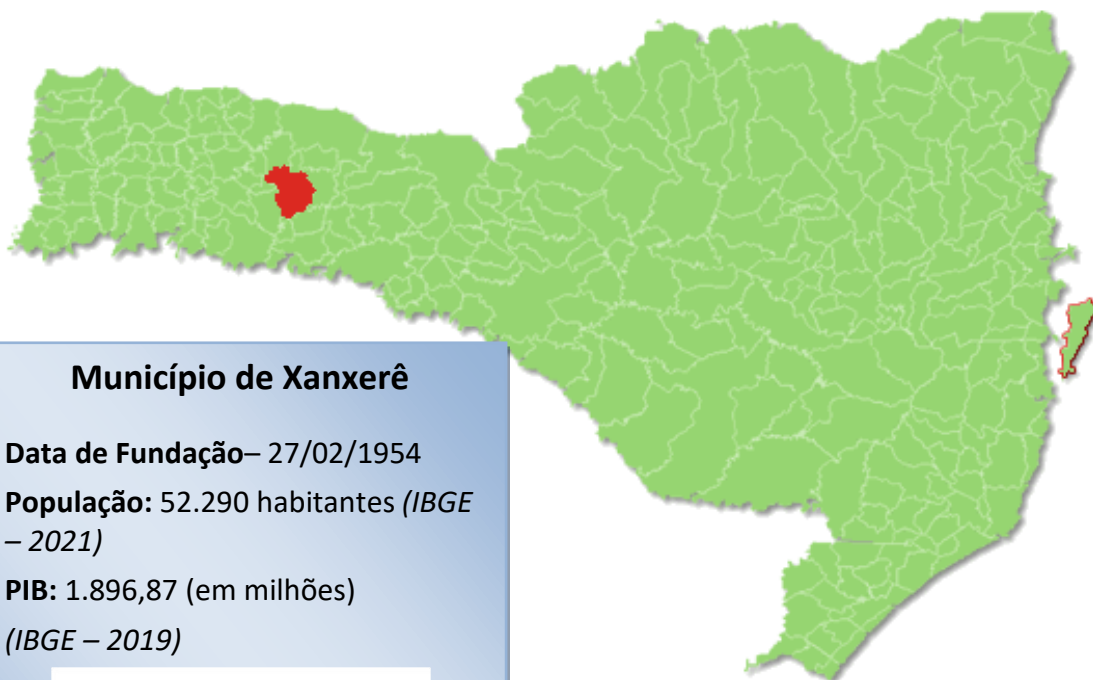 Município de Xanxerê
Data de Fundação– 27/02/1954
População: 52.290 habitantes (IBGE
– 2021)
PIB: 1.896,87 (em milhões)
(IBGE – 2019)